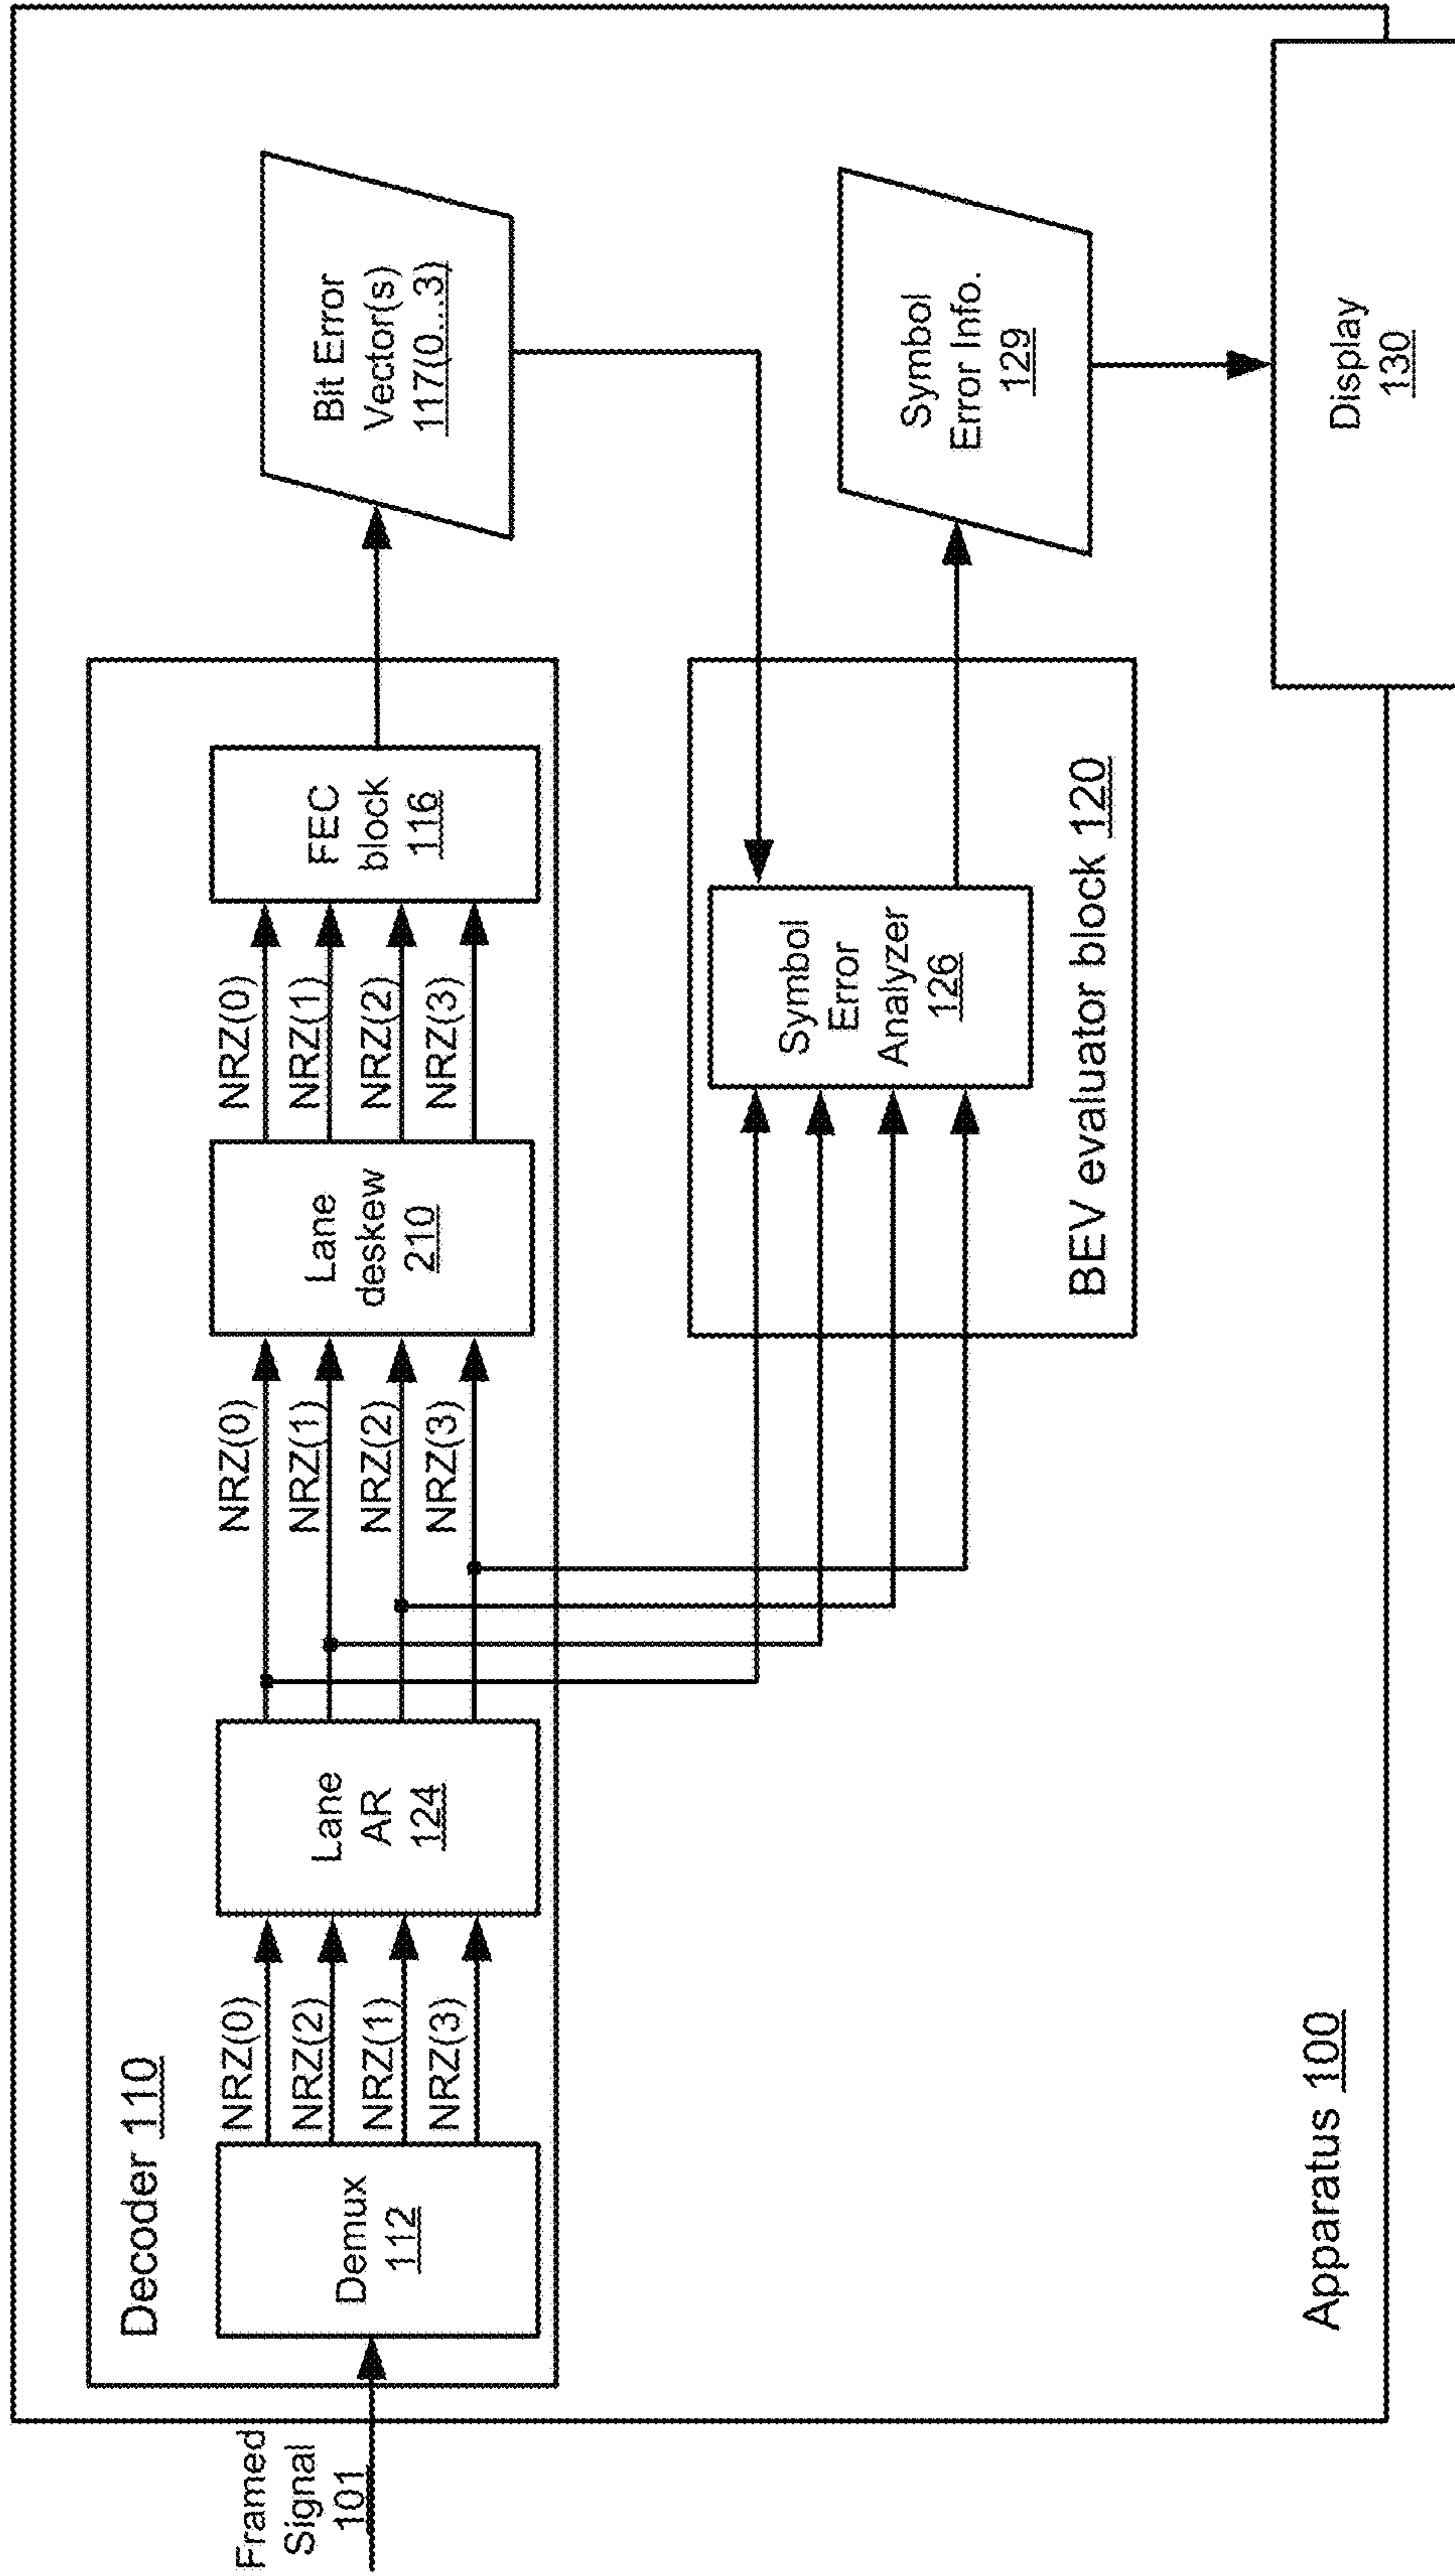 Framed
Signal
101
Decoder 110
Demux
112
NRZ(0)
NRZ(2)
NRZ(1)
NRZ(3)
Lane
AR
124
NRZ(0)
NRZ(1)
NRZ(2)
NRZ(3)
Lane
deskew
210
NRZ(0)
NRZ(1)
NRZ(2)
NRZ(3)
FEC
block
116
Bit Error
Vector(s)
117(0...3)
Symbol
Error
Analyzer
126
BEV evaluator block 120
Symbol
Error Info.
129
Display
130
Apparatus 100